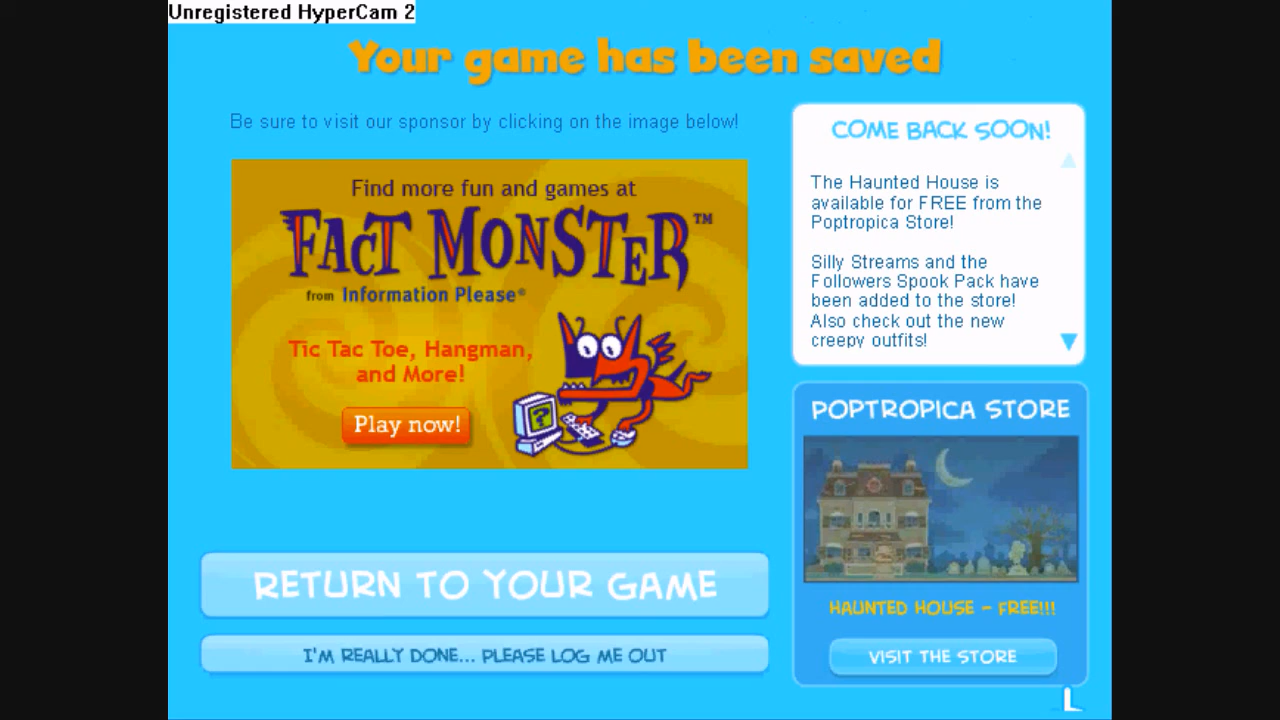 Unregistered HyperCam 2
Your game has been saved
Be sure to visit our sponsor by clicking on the image below!
Find more fun and games at
FACT MONSTER™
from Information Please®
Tic Tac Toe, Hangman,
and More!
?
Play now!
RETURN TO YOUR GAME
I'M REALLY DONE... PLEASE LOG ME OUT
COME BACK SOON!
The Haunted House is
available for FREE from the
Poptropica Store!
Silly Streams and the
Followers Spook Pack have
been added to the store!
Also check out the new
creepy outfits!
POPTROPICA STORE
HAUNTED HOUSE - FREE!!!
VISIT THE STORE
L